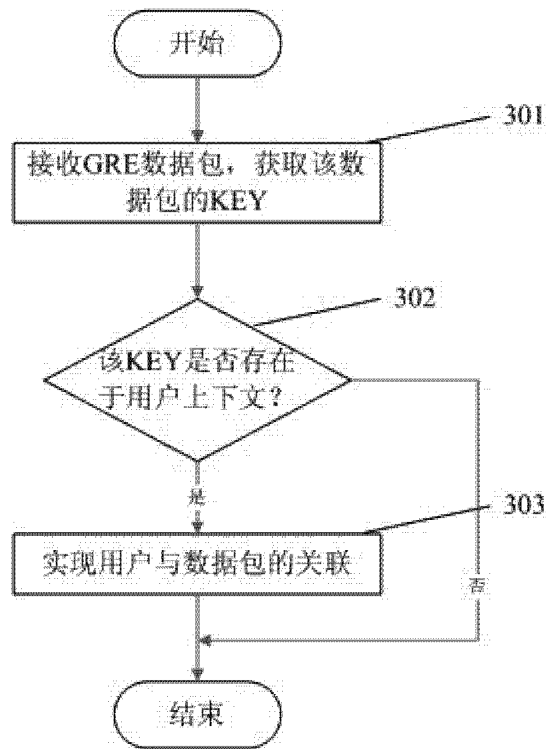 开始
301
接收GRE数据包，获取该数
据包的KEY
302
该KEY是否存在
于用户上下文？
是
303
实现用户与数据包的关联
否
结束